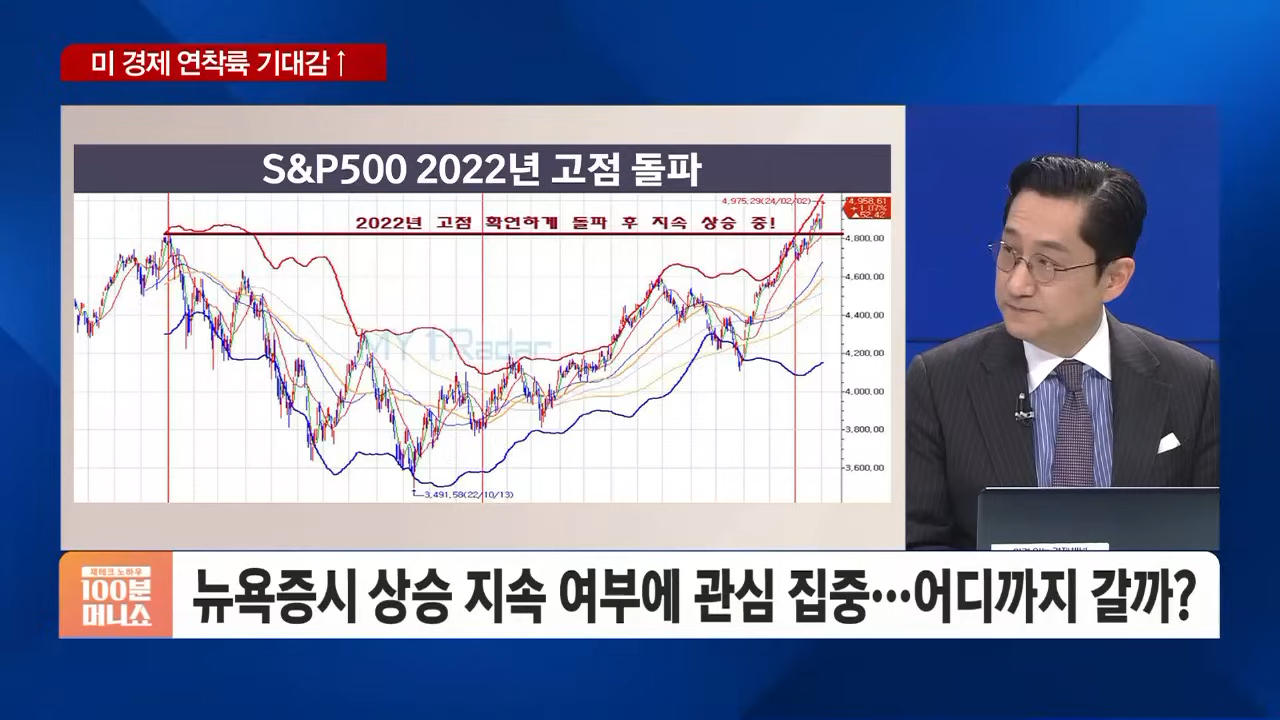 미 경제 연착륙 기대감↑
S&P500 2022년 고점 돌파
4,975.29(24/02/02)
4,958.61
+1.07%
▲52.42
2022년 고점 확연하게 돌파 후 지속 상승 중!
4,800.00
4,600.00
4,400.00
4,200.00
4,000.00
3,800.00
3,600.00
3,491.58(22/10/13)
재테크 노하우
100분
머니쇼
뉴욕증시 상승 지속 여부에 관심 집중…어디까지 갈까?